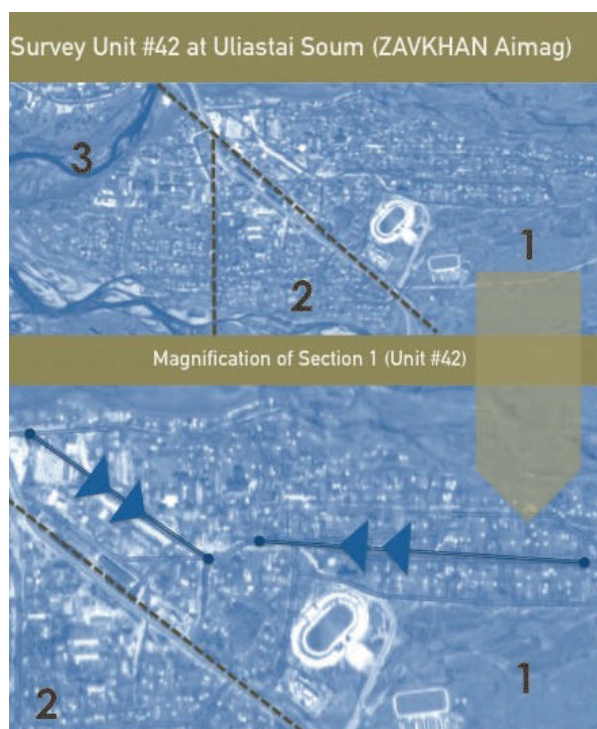 Survey Unit #42 at Uliastai Soum (ZAVKHAN Aimag)
3
1
2
Magnification of Section 1 (Unit #42)
1
2